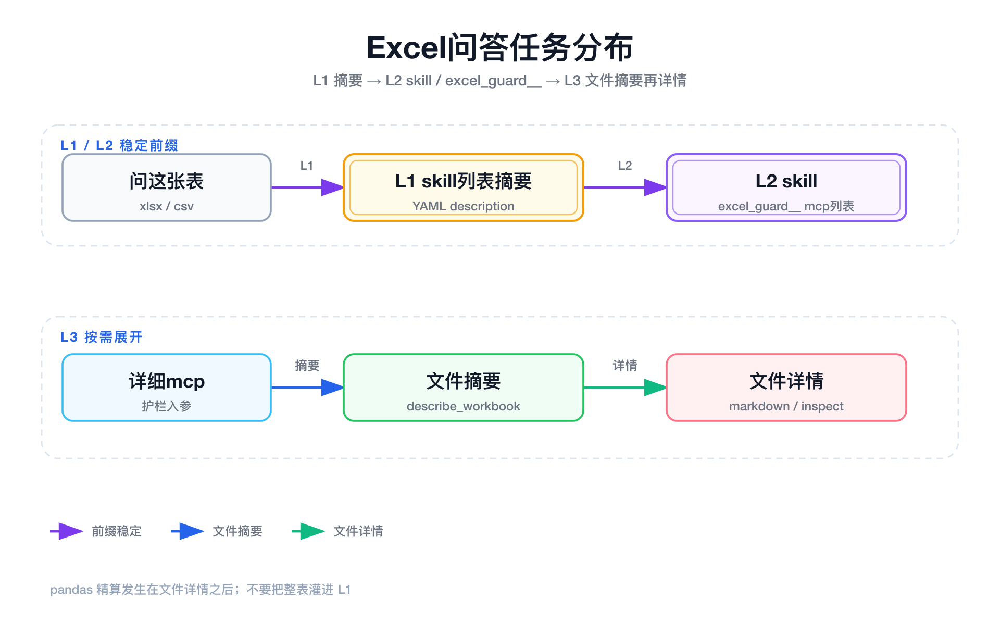 Excel问答任务分布
L1 摘要 → L2 skill / excel_guard__ → L3 文件摘要再详情
L1 / L2 稳定前缀
问这张表
xlsx / csv
L1
L1 skill列表摘要
YAML description
L2
L2 skill
excel_guard__ mcp列表
L3 按需展开
详细mcp
护栏入参
摘要
文件摘要
describe_workbook
详情
文件详情
markdown / inspect
前缀稳定
文件摘要
文件详情
pandas 精算发生在文件详情之后；不要把整表灌进 L1